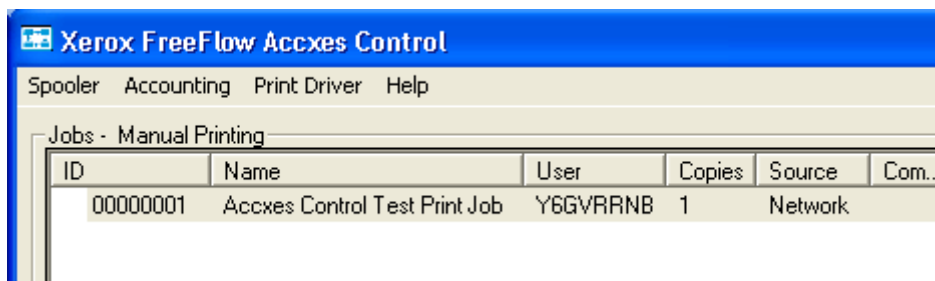 Xerox FreeFlow Accxes Control
Spooler Accounting Print Driver Help
Jobs - Manual Printing
ID Name User Copies Source Com..
00000001 Accxes Control Test Print Job Y6GVRRNB 1 Network